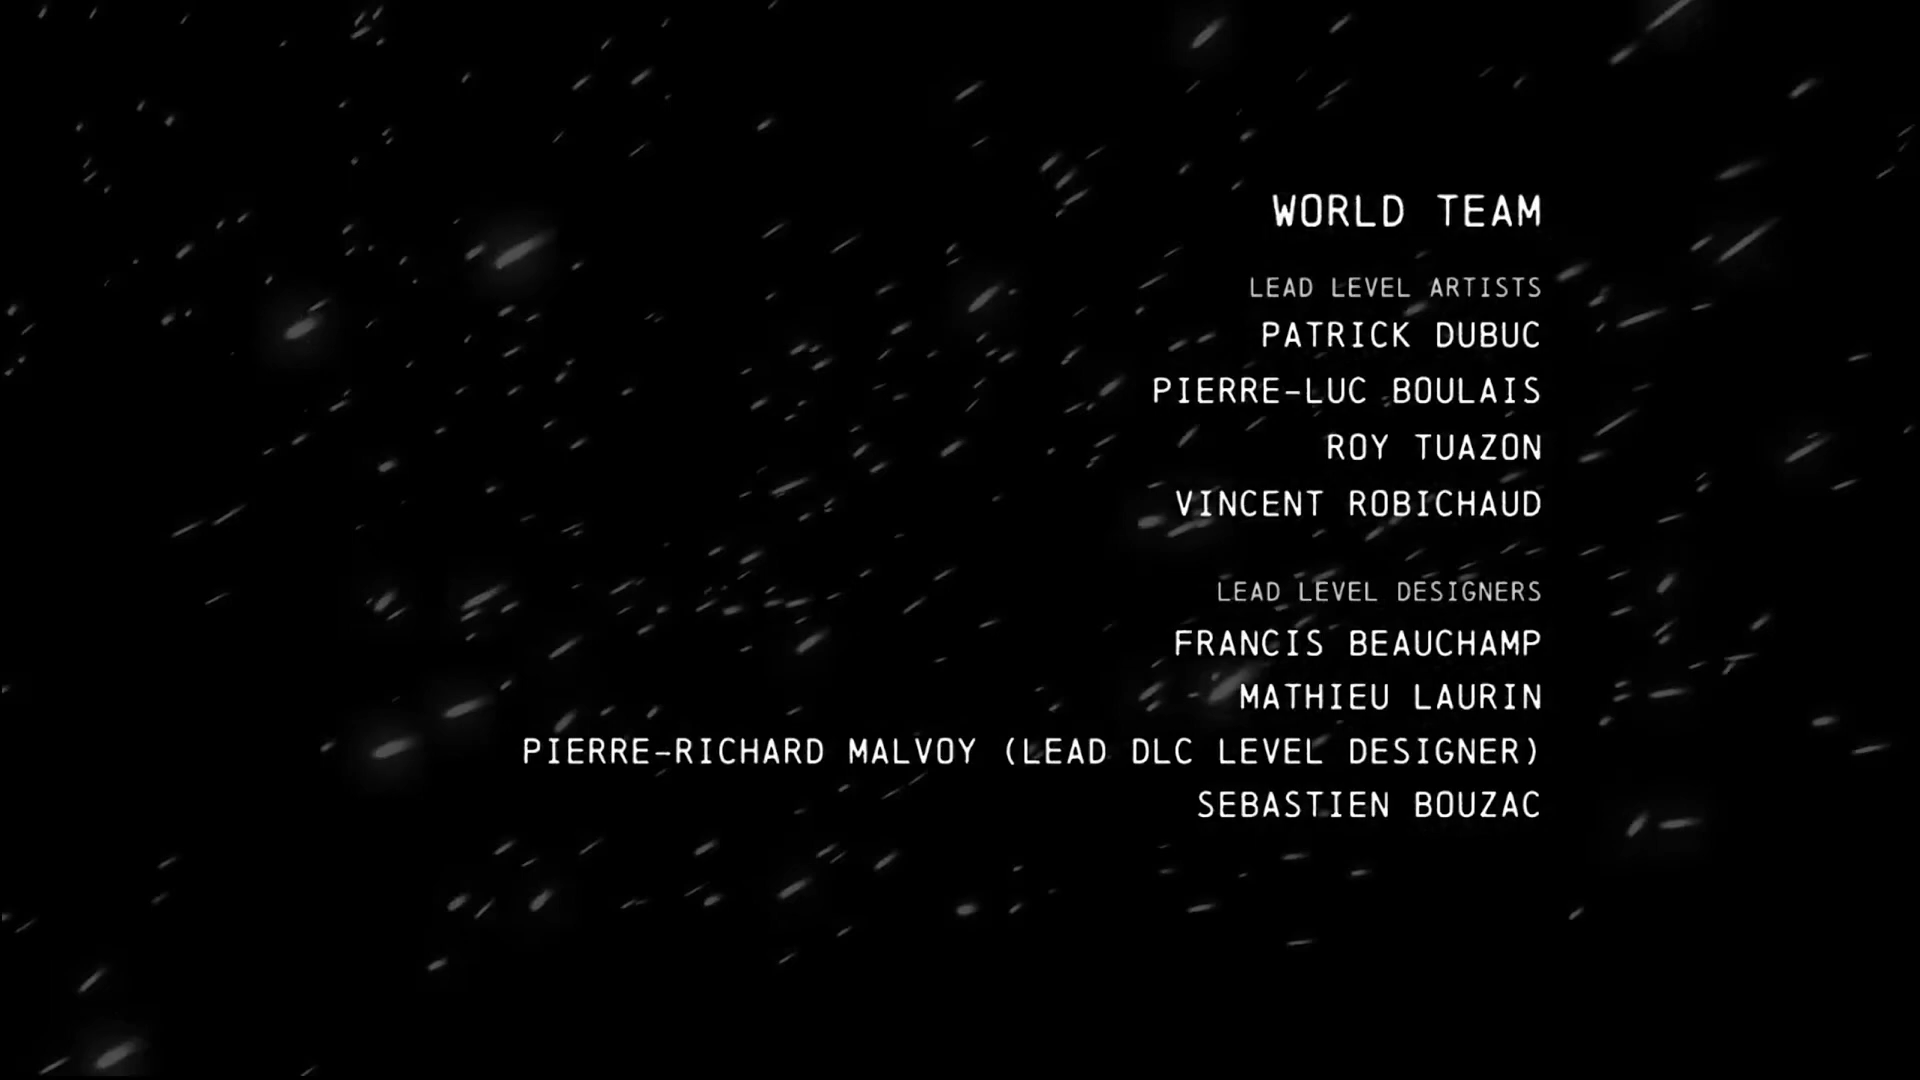 WORLD TEAM
LEAD LEVEL ARTISTS
PATRICK DUBUC
PIERRE-LUC BOULAIS
ROY TUAZON
VINCENT ROBICHAUD
LEAD LEVEL DESIGNERS
FRANCIS BEAUCHAMP
MATHIEU LAURIN
PIERRE-RICHARD MALVOY (LEAD DLC LEVEL DESIGNER)
SEBASTIEN BOUZAC